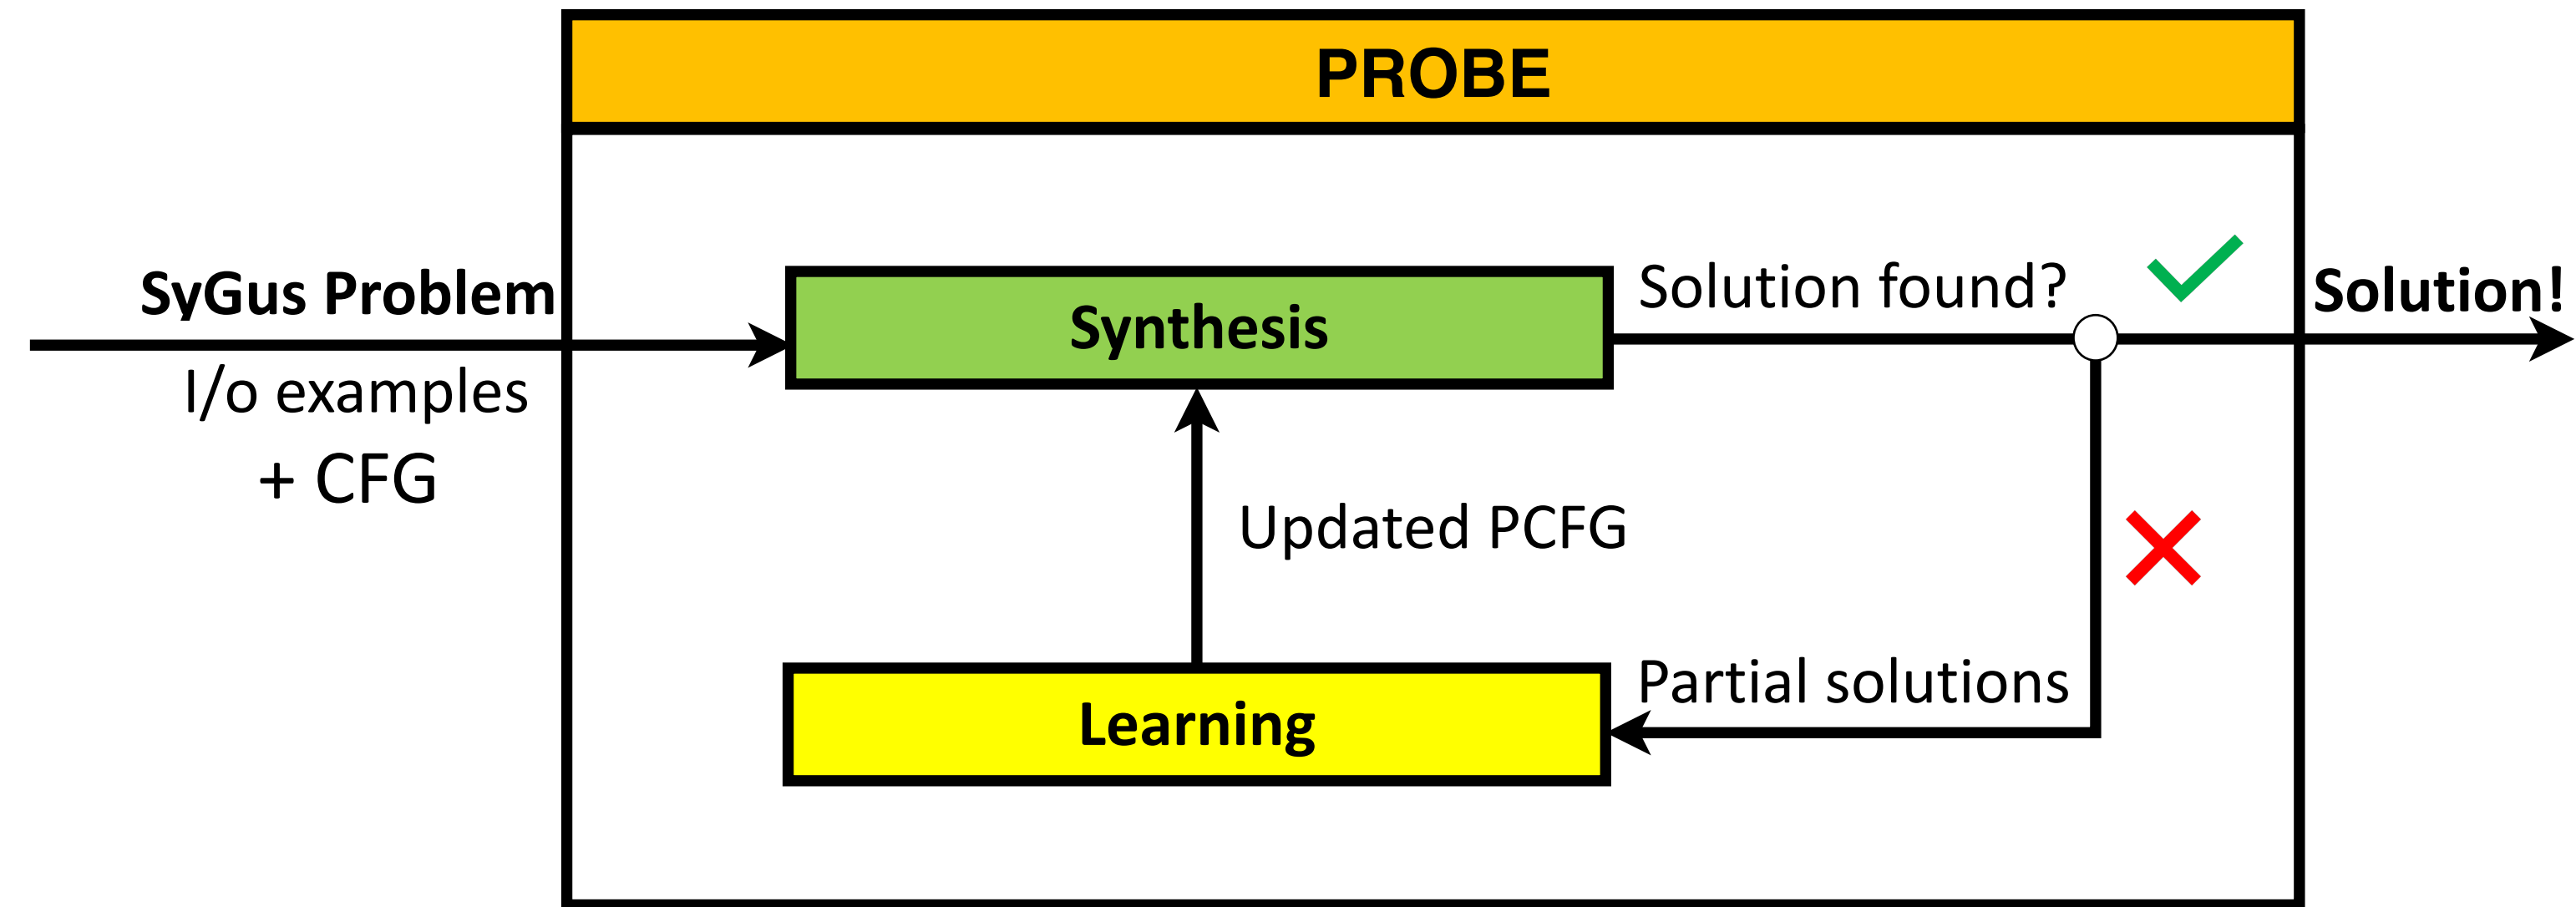 PROBE
SyGus Problem
I/o examples
+ CFG
Synthesis
Solution found?
Solution!
Updated PCFG
Partial solutions
Learning